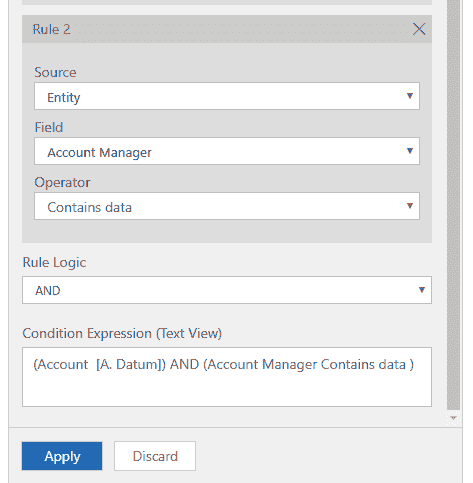 Rule 2
Source
Entity
Field
Account Manager
Operator
Contains data
Rule Logic
AND
Condition Expression (Text View)
(Account  [A. Datum]) AND (Account Manager Contains data )
Apply Discard